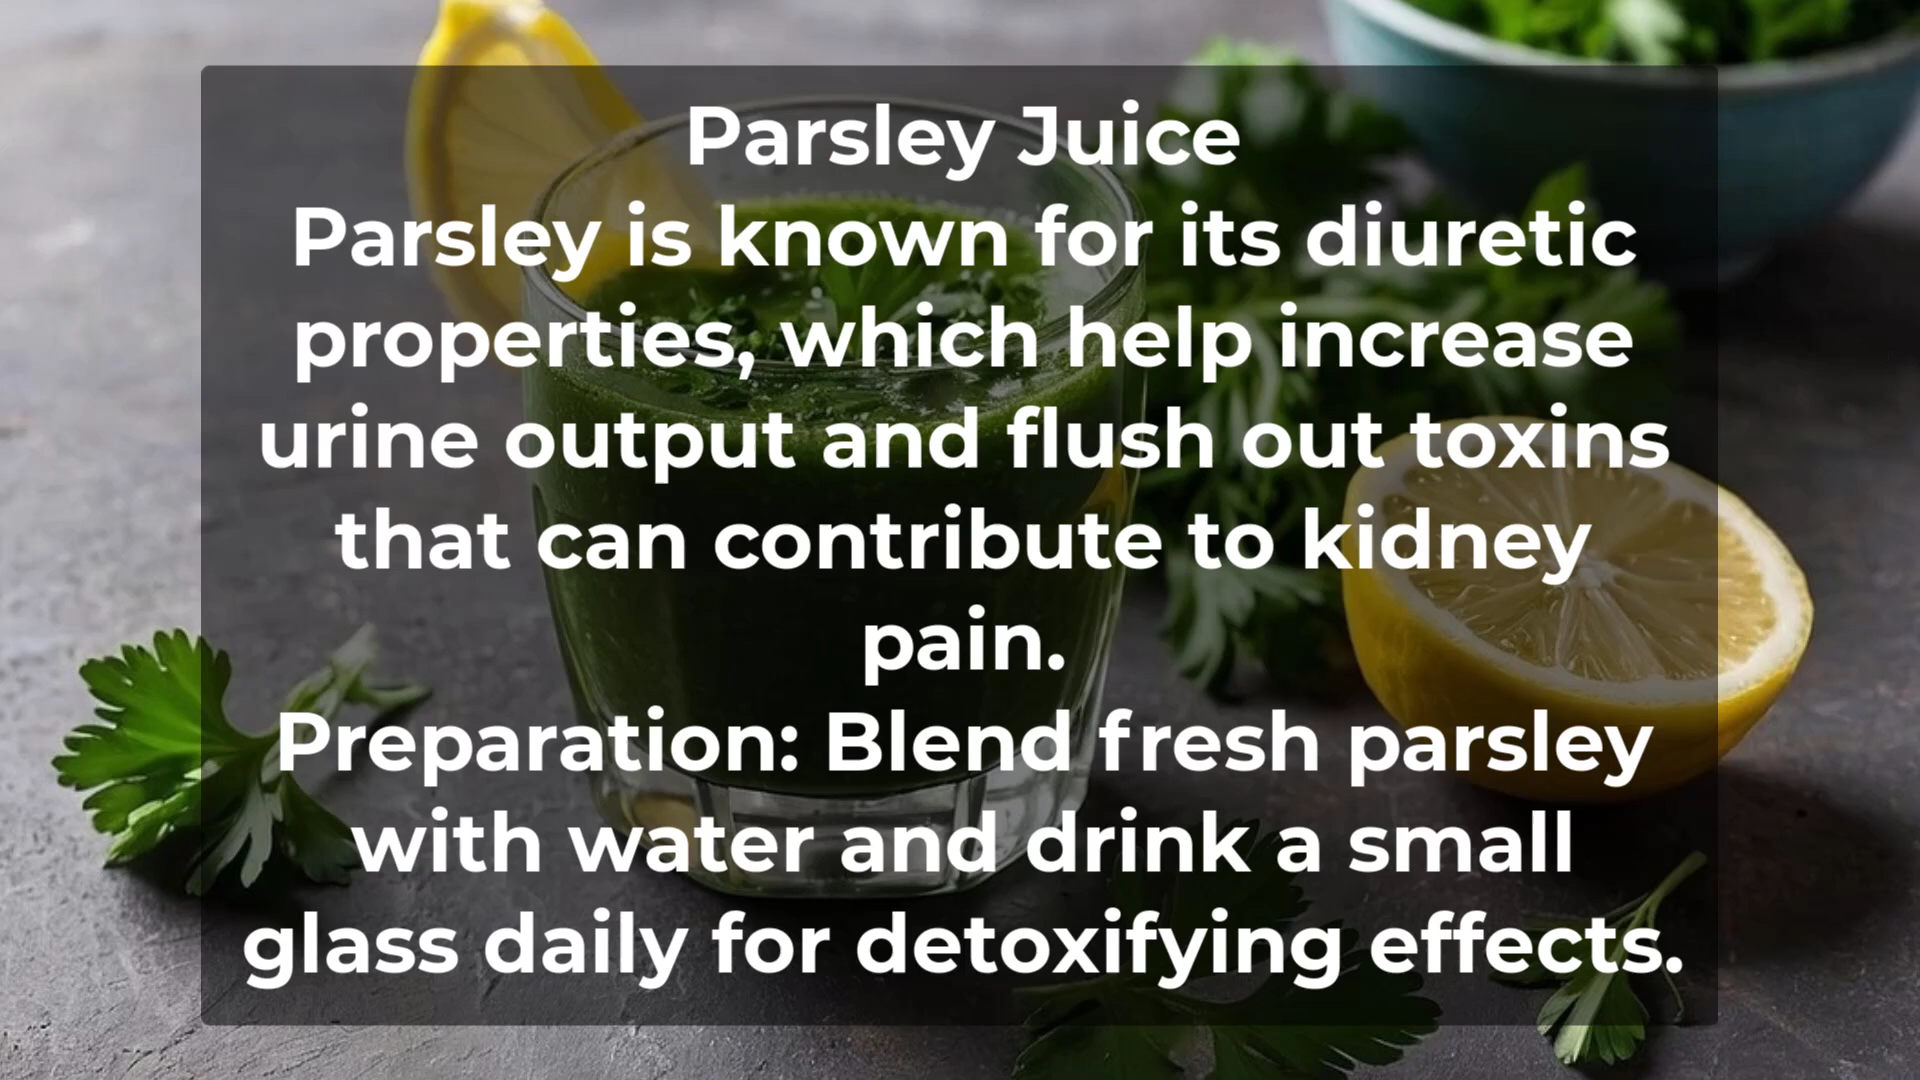 Parsley Juice
Parsley is known for its diuretic
properties, which help increase
urine output and flush out toxins
that can contribute to kidney
pain.
Preparation: Blend fresh parsley
with water and drink a small
glass daily for detoxifying effects.